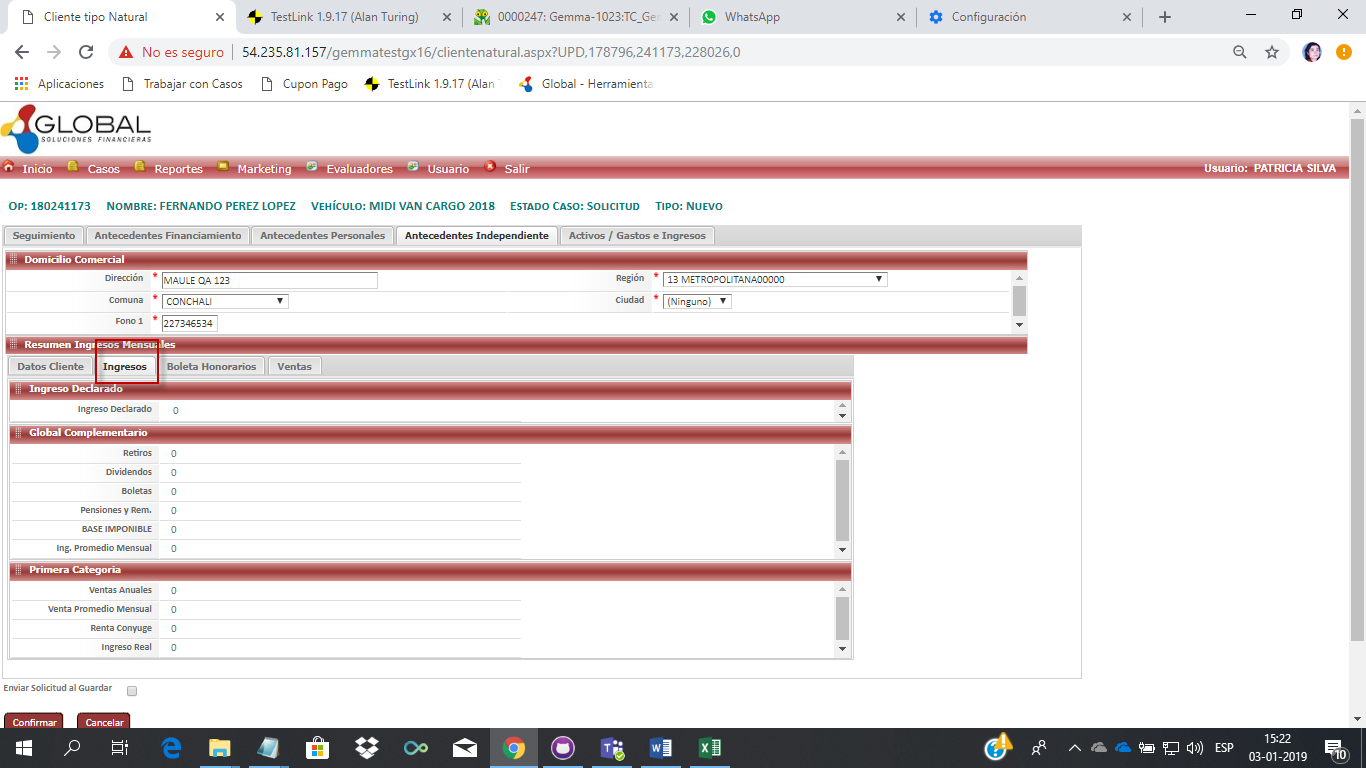 Cliente tipo Natural
TestLink 1.9.17 (Alan Turing)
0000247: Gemma-1023:TC_Ge
WhatsApp
Configuración
No es seguro
54.235.81.157/gemmatestgx16/clientenatural.aspx?UPD,178796,241173,228026,0
Aplicaciones
Trabajar con Casos
Cupon Pago
TestLink 1.9.17 (Alan
Global - Herramienta
GLOBAL
SOLUCIONES FINANCIERAS
Inicio Casos Reportes Marketing Evaluadores Usuario Salir
Usuario: PATRICIA SILVA
OP: 180241173 NOMBRE: FERNANDO PEREZ LOPEZ VEHÍCULO: MIDI VAN CARGO 2018 ESTADO CASO: SOLICITUD TIPO: NUEVO
Seguimiento Antecedentes Financiamiento Antecedentes Personales Antecedentes Independiente Activos / Gastos e Ingresos
Domicilio Comercial
Dirección * MAULE QA 123 Región * 13 METROPOLITANA00000
Comuna * CONCHALI Ciudad * (Ninguno)
Fono 1 * 227346534
Resumen Ingresos Mensuales
Datos Cliente Ingresos Boleta Honorarios Ventas
Ingreso Declarado
Ingreso Declarado 0
Global Complementario
Retiros 0
Dividendos 0
Boletas 0
Pensiones y Rem. 0
BASE IMPONIBLE 0
Ing. Promedio Mensual 0
Primera Categoria
Ventas Anuales 0
Venta Promedio Mensual 0
Renta Conyuge 0
Ingreso Real 0
Enviar Solicitud al Guardar
Confirmar Cancelar
ESP
15:22
03-01-2019
10